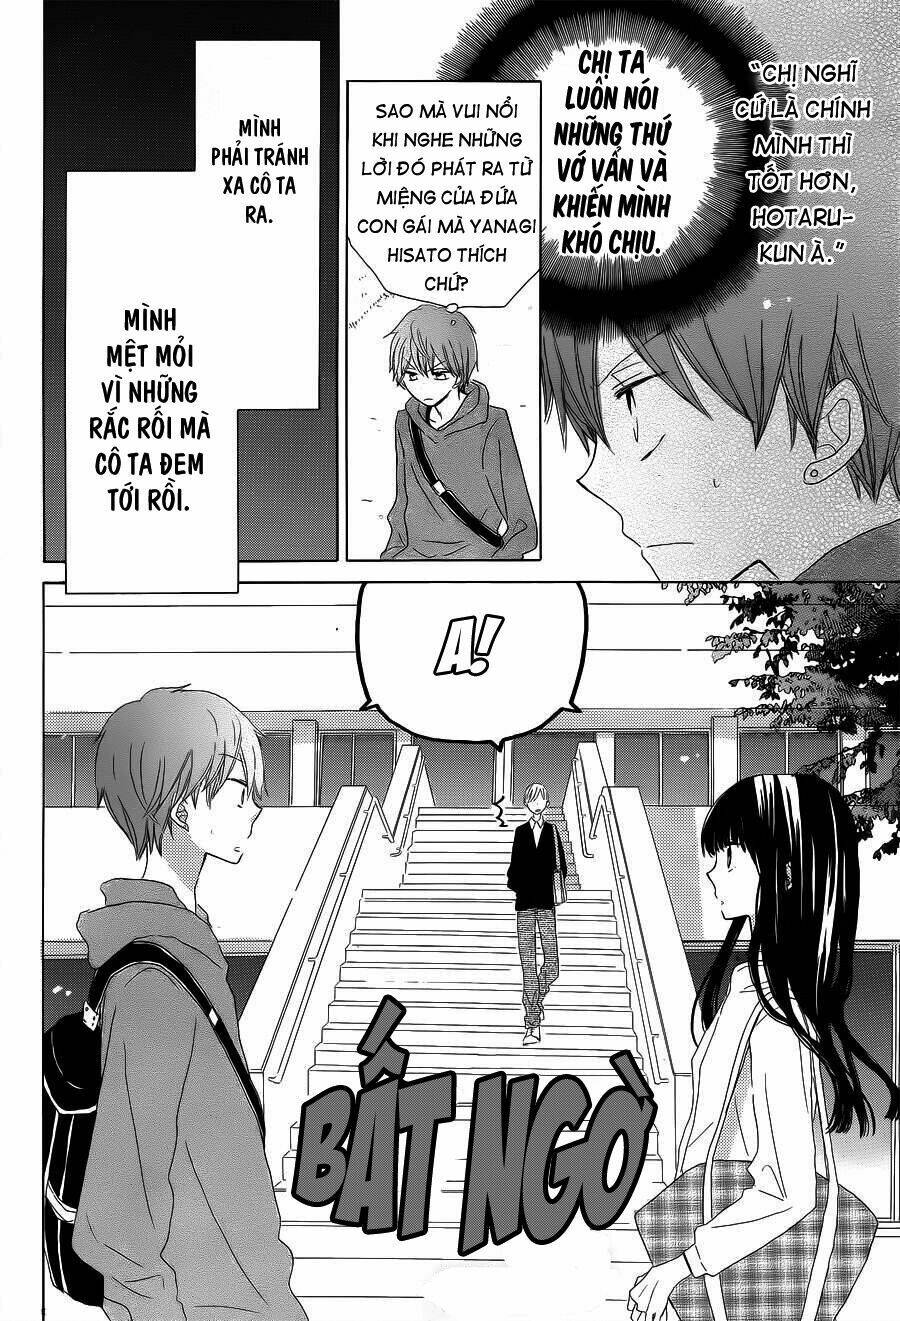 “CHỊ NGHĨ
CỨ LÀ CHÍNH
MÌNH THÌ
TỐT HƠN,
HOTARU-
KUN À.”
CHỊ TA
LUÔN NÓI
NHỮNG THỨ
VỚ VẨN VÀ
KHIẾN MÌNH
KHÓ CHỊU.
SAO MÀ VUI NỔI
KHI NGHE NHỮNG
LỜI ĐÓ PHÁT RA TỪ
MIỆNG CỦA ĐỨA
CON GÁI MÀ YANAGI
HISATO THÍCH
CHỨ?
MÌNH
PHẢI TRÁNH
XA CÔ TA
RA.
MÌNH
MỆT MỎI
VÌ NHỮNG
RẮC RỐI MÀ
CÔ TA ĐEM
TỚI RỒI.
A!
BẤT NGỜ